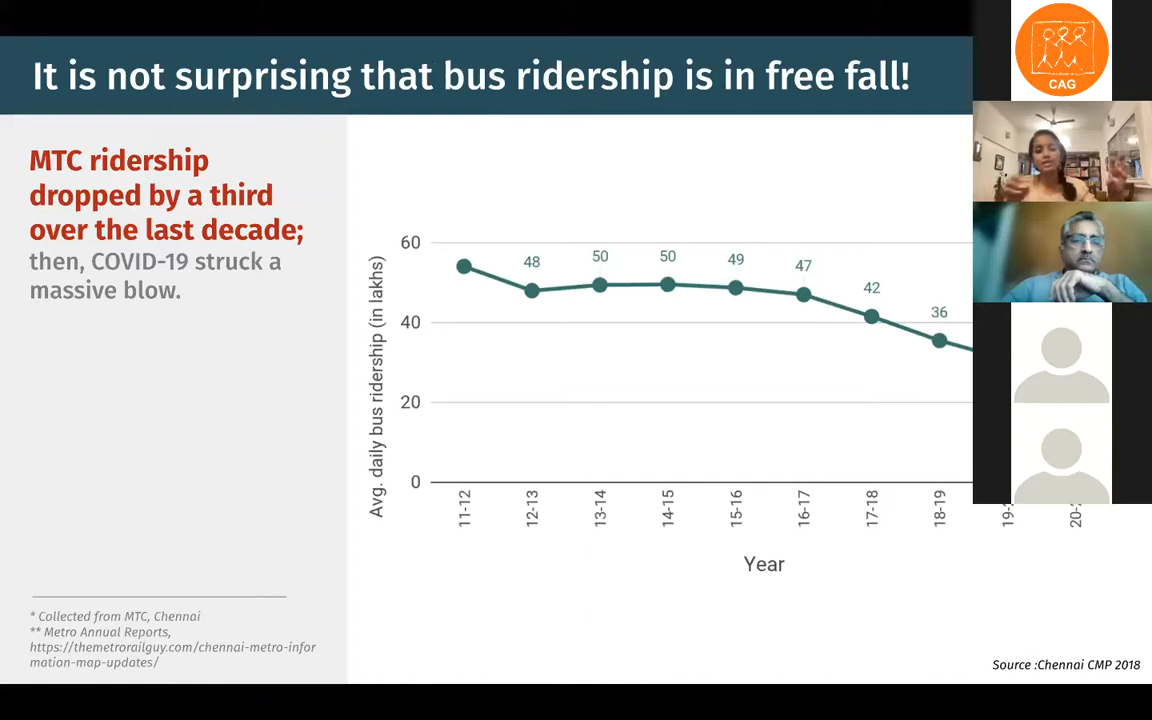 It is not surprising that bus ridership is in free fall!
CAG
MTC ridership
dropped by a third
over the last decade;
then, COVID-19 struck a
massive blow.
Avg. daily bus ridership (in lakhs)
60
40
20
0
48
50
50
49
47
42
36
11-12
12-13
13-14
14-15
15-16
16-17
17-18
18-19
Year
* Collected from MTC, Chennai
** Metro Annual Reports,
https://themetrorailguy.com/chennai-metro-infor
mation-map-updates/
Source :Chennai CMP 2018